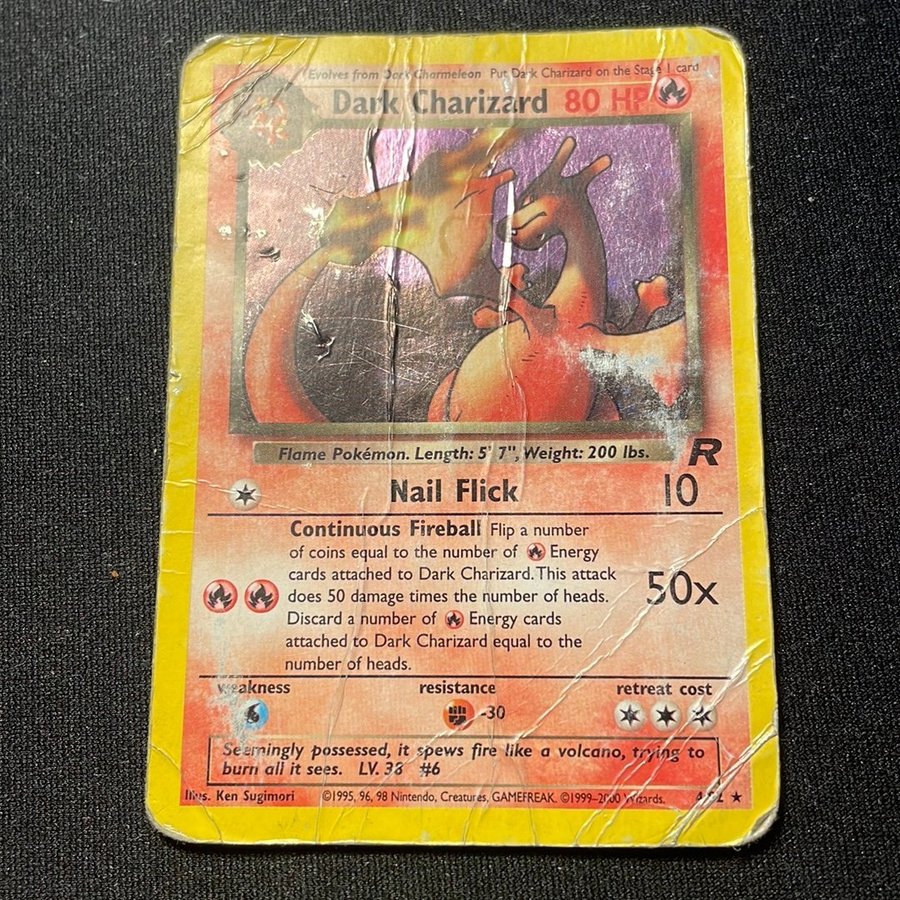 Evolves from Dark Charmeleon Put Dark Charizard on the Stage 1 card
Dark Charizard 80 HP
Flame Pokémon. Length: 5' 7", Weight: 200 lbs.
R
Nail Flick 10
Continuous Fireball Flip a number
of coins equal to the number of Energy
cards attached to Dark Charizard. This attack
does 50 damage times the number of heads.
Discard a number of Energy cards
attached to Dark Charizard equal to the
number of heads.
50x
weakness resistance retreat cost
-30
Seemingly possessed, it spews fire like a volcano, trying to
burn all it sees. LV. 38 #6
Illus. Ken Sugimori ©1995, 96, 98 Nintendo, Creatures, GAMEFREAK. ©1999-2000 Wizards.